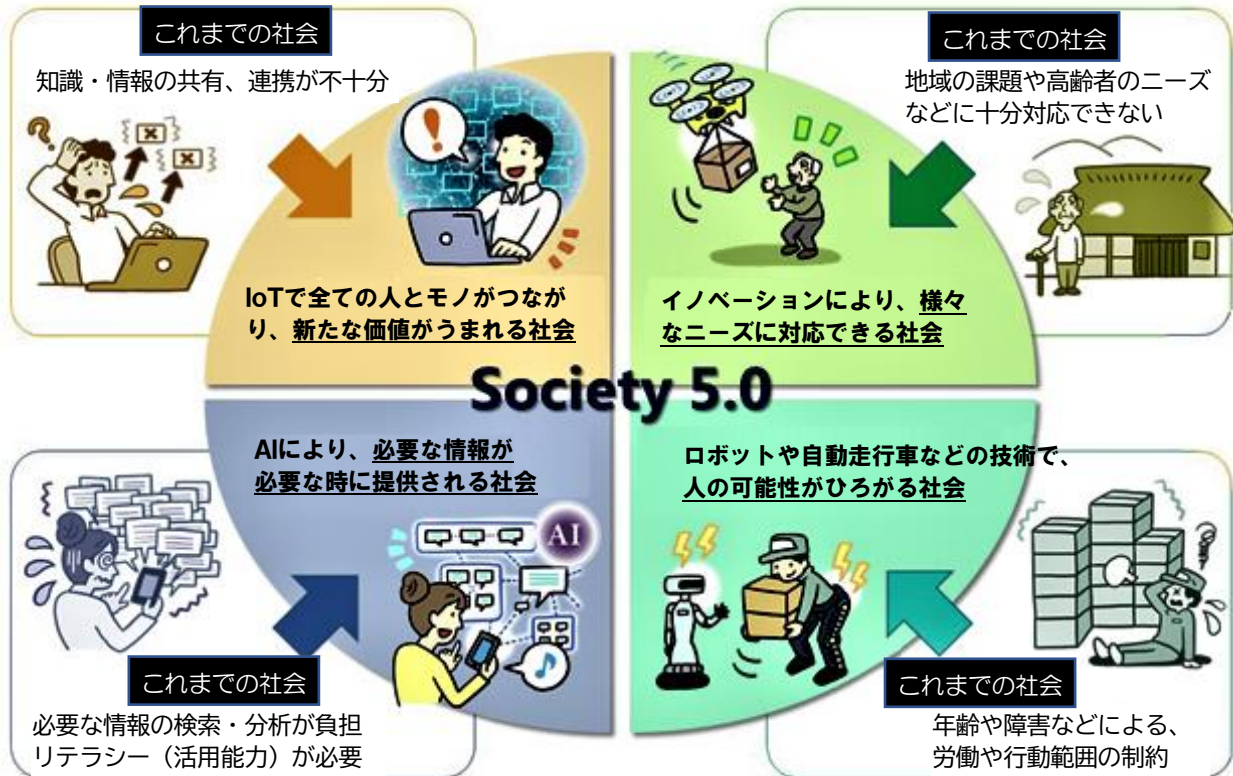 これまでの社会
知識・情報の共有、連携が不十分
?
!
IoTで全ての人とモノがつなが
り、新たな価値がうまれる社会
これまでの社会
地域の課題や高齢者のニーズ
などに十分対応できない
イノベーションにより、様々
なニーズに対応できる社会
Society 5.0
AIにより、必要な情報が
必要な時に提供される社会
AI
これまでの社会
必要な情報の検索・分析が負担
リテラシー（活用能力）が必要
ロボットや自動走行車などの技術で、
人の可能性がひろがる社会
これまでの社会
年齢や障害などによる、
労働や行動範囲の制約